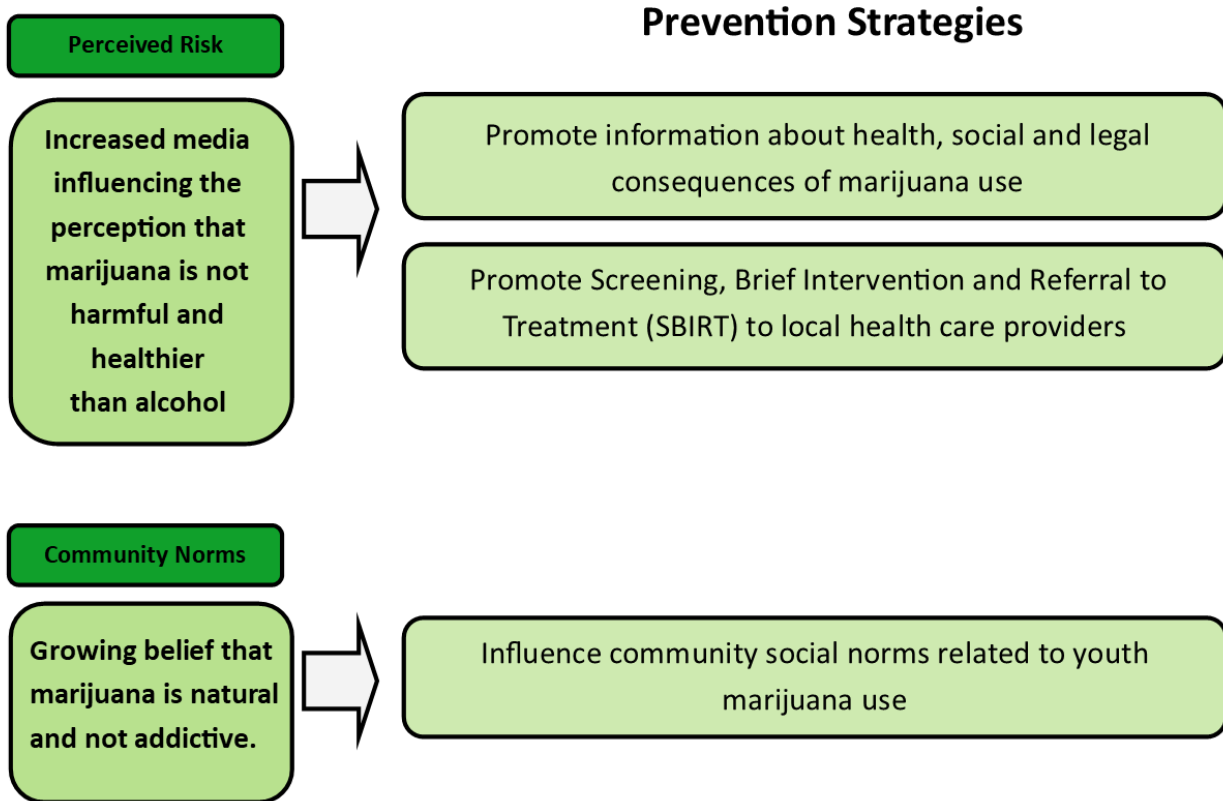 Prevention Strategies
Perceived Risk
Increased media
influencing the
perception that
marijuana is not
harmful and
healthier
than alcohol
Promote information about health, social and legal
consequences of marijuana use
Promote Screening, Brief Intervention and Referral to
Treatment (SBIRT) to local health care providers
Community Norms
Growing belief that
marijuana is natural
and not addictive.
Influence community social norms related to youth
marijuana use